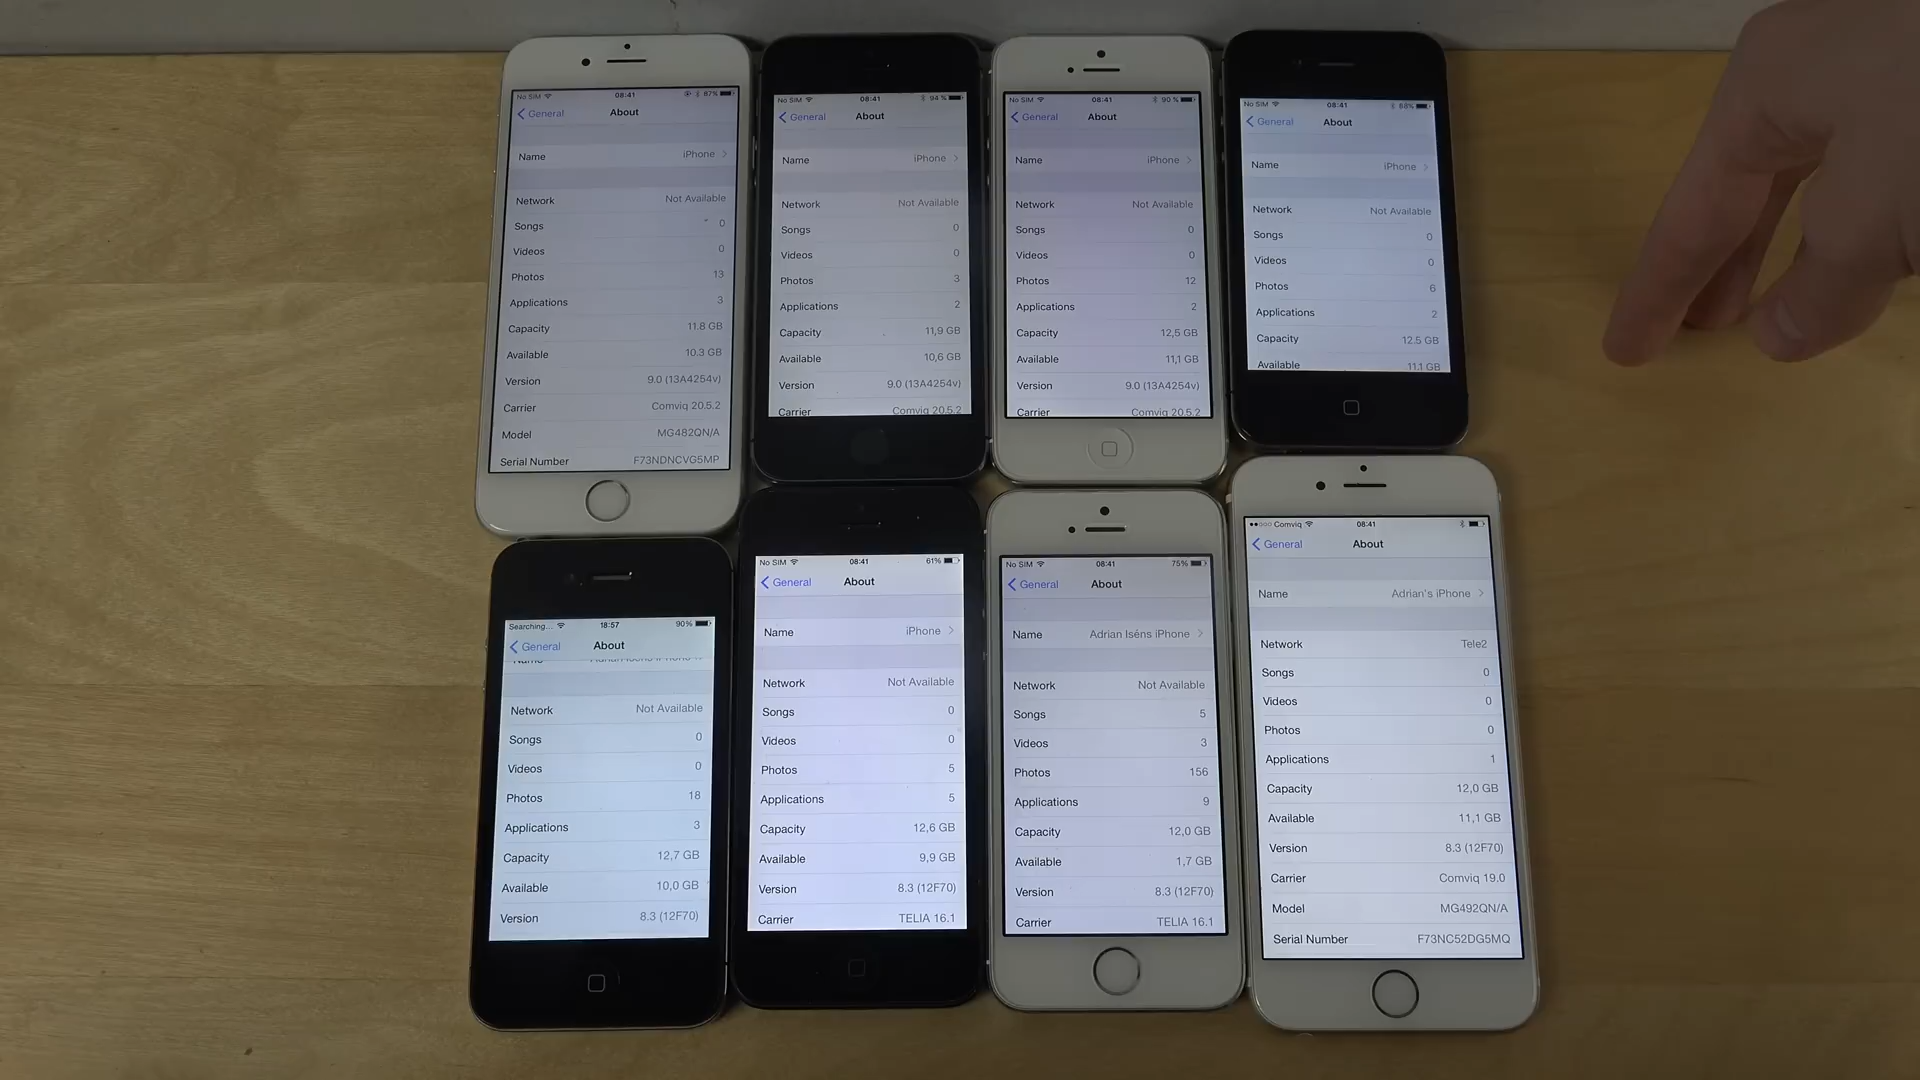 No SIM 08:41 87%
General About
Name iPhone
Network Not Available
Songs 0
Videos 0
Photos 13
Applications 3
Capacity 11.8 GB
Available 10.3 GB
Version 9.0 (13A4254v)
Carrier Comviq 20.5.2
Model MG482QN/A
Serial Number F73NDNCVG5MP
No SIM 08:41 94 %
General About
Name iPhone
Network Not Available
Songs 0
Videos 0
Photos 3
Applications 2
Capacity 11,9 GB
Available 10,6 GB
Version 9.0 (13A4254v)
Carrier Comviq 20.5.2
No SIM 08:41 90 %
General About
Name iPhone
Network Not Available
Songs 0
Videos 0
Photos 12
Applications 2
Capacity 12,5 GB
Available 11,1 GB
Version 9.0 (13A4254v)
Carrier Comviq 20.5.2
No SIM 08:41 88%
General About
Name iPhone
Network Not Available
Songs 0
Videos 0
Photos 6
Applications 2
Capacity 12.5 GB
Available 11.1 GB
Searching... 18:57 90%
General About
Network Not Available
Songs 0
Videos 0
Photos 18
Applications 3
Capacity 12,7 GB
Available 10,0 GB
Version 8.3 (12F70)
No SIM 08:41 61%
General About
Name iPhone
Network Not Available
Songs 0
Videos 0
Photos 5
Applications 5
Capacity 12,6 GB
Available 9,9 GB
Version 8.3 (12F70)
Carrier TELIA 16.1
No SIM 08:41 75%
General About
Name Adrian Iséns iPhone
Network Not Available
Songs 5
Videos 3
Photos 156
Applications 9
Capacity 12,0 GB
Available 1,7 GB
Version 8.3 (12F70)
Carrier TELIA 16.1
Comviq 08:41
General About
Name Adrian's iPhone
Network Tele2
Songs 0
Videos 0
Photos 0
Applications 1
Capacity 12,0 GB
Available 11,1 GB
Version 8.3 (12F70)
Carrier Comviq 19.0
Model MG492QN/A
Serial Number F73NC52DG5MQ